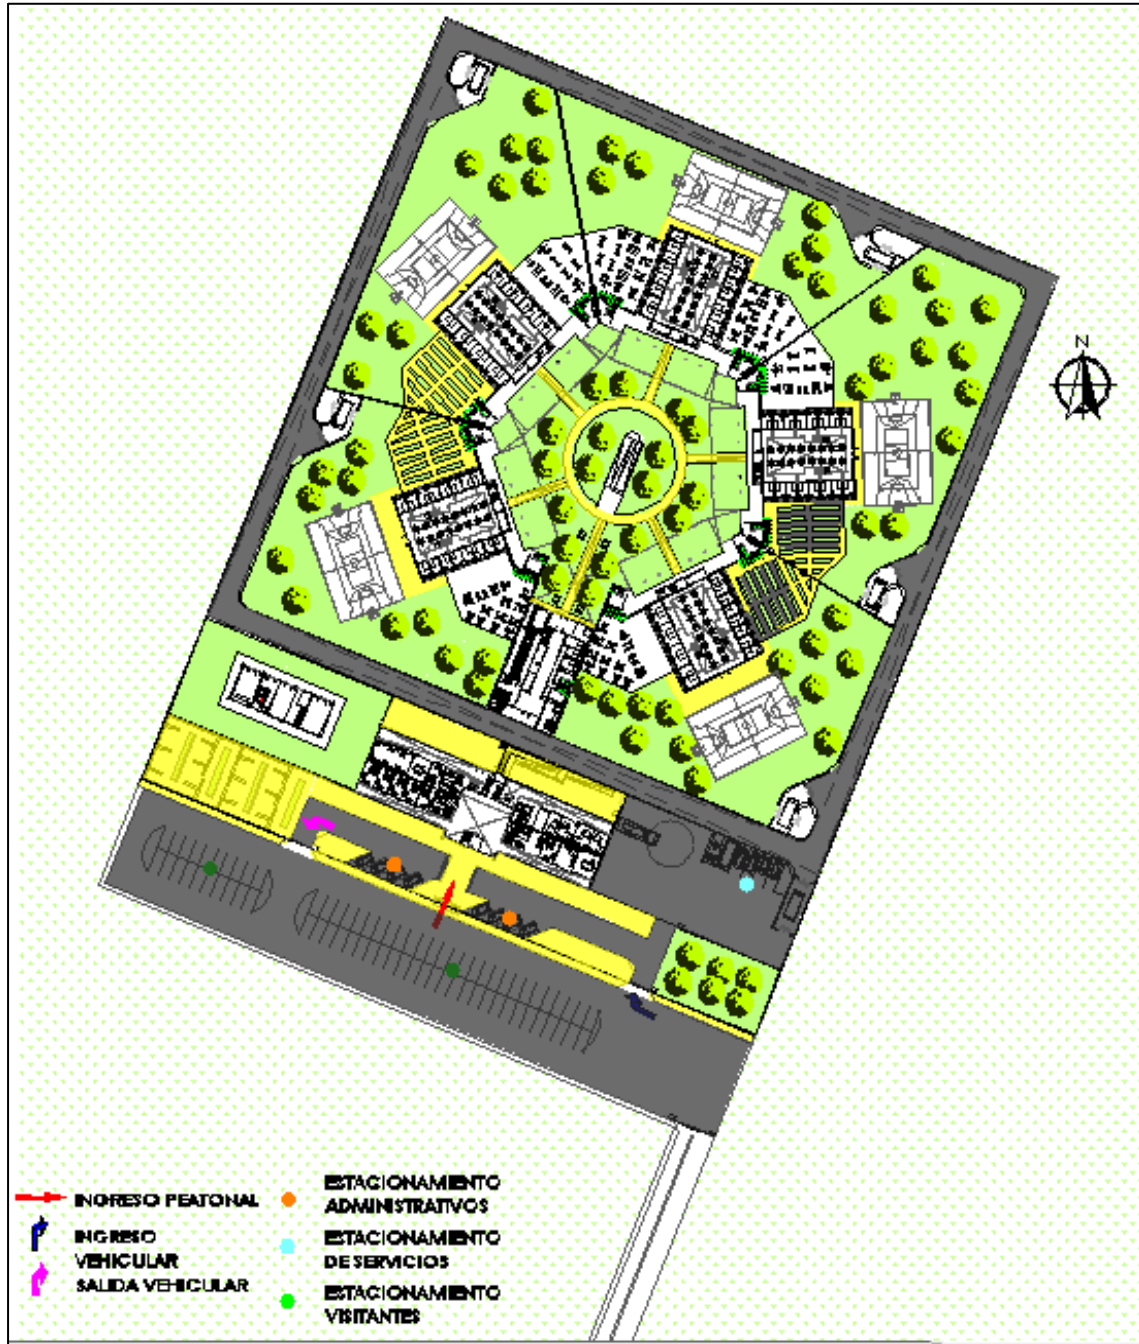 N
INGRESO PEATONAL
INGRESO
VEHICULAR
SALIDA VEHICULAR
ESTACIONAMIENTO
ADMINISTRATIVOS
ESTACIONAMIENTO
DE SERVICIOS
ESTACIONAMIENTO
VISITANTES